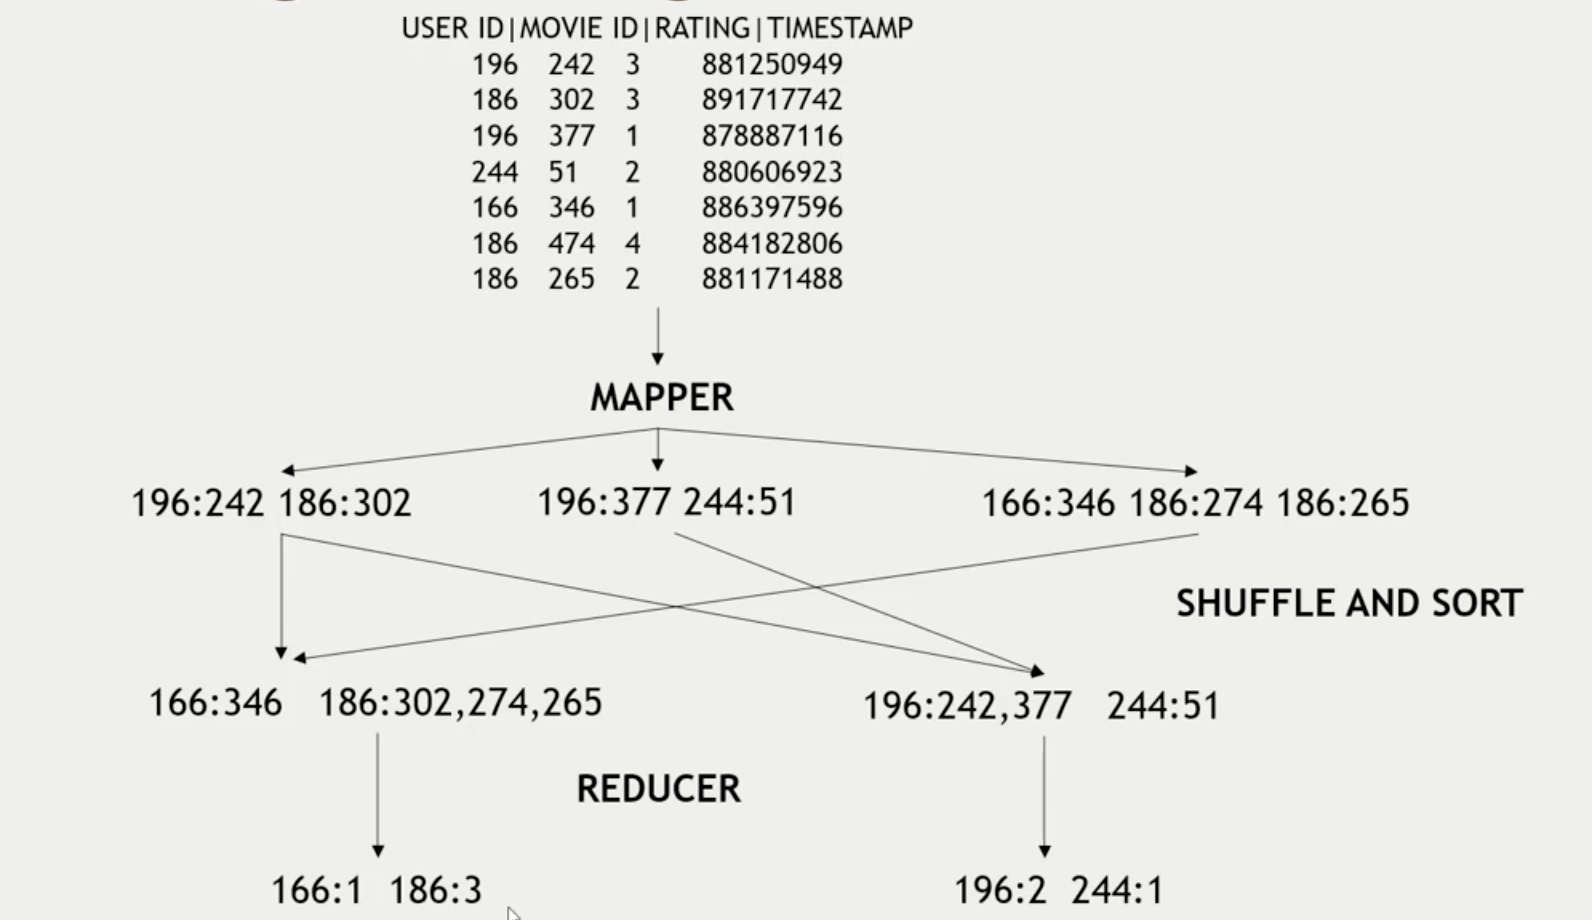 USER ID|MOVIE ID|RATING|TIMESTAMP
196 242 3 881250949
186 302 3 891717742
196 377 1 878887116
244 51 2 880606923
166 346 1 886397596
186 474 4 884182806
186 265 2 881171488
MAPPER
196:242 186:302 196:377 244:51 166:346 186:274 186:265
SHUFFLE AND SORT
166:346 186:302,274,265 196:242,377 244:51
REDUCER
166:1 186:3 196:2 244:1